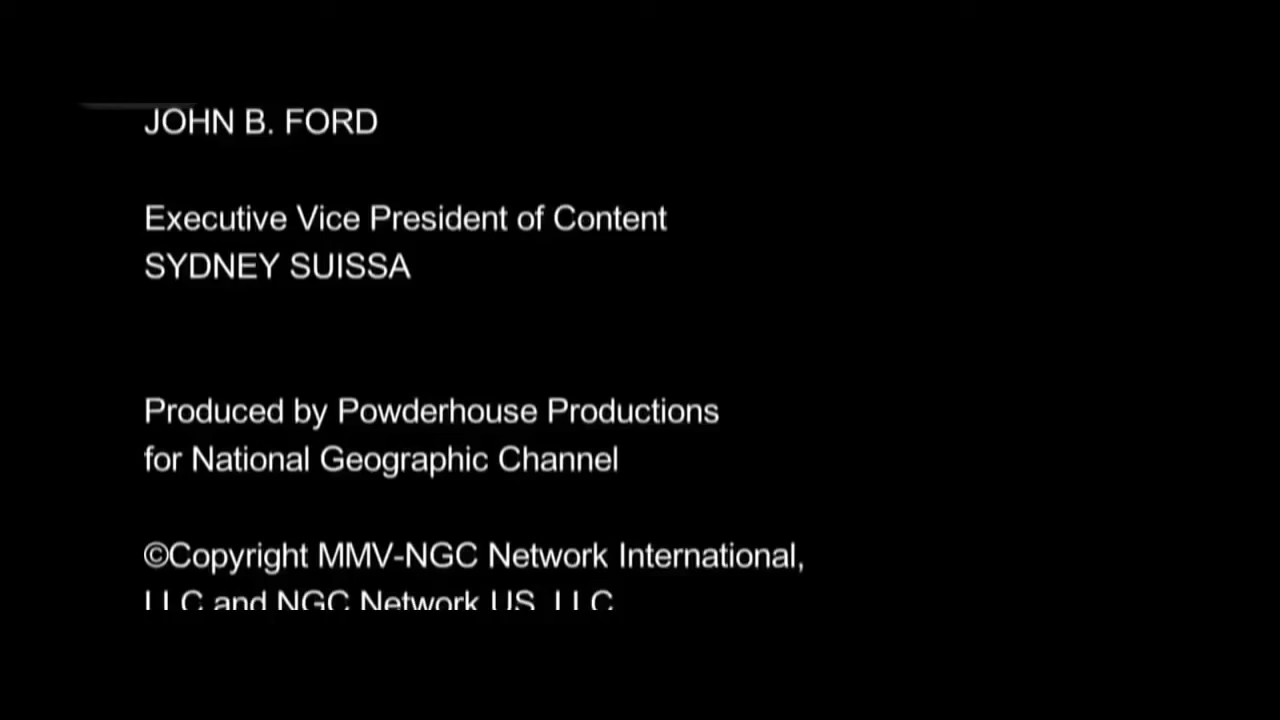 JOHN B. FORD
Executive Vice President of Content
SYDNEY SUISSA
Produced by Powderhouse Productions
for National Geographic Channel
©Copyright MMV-NGC Network International,
LLC and NGC Network US, LLC